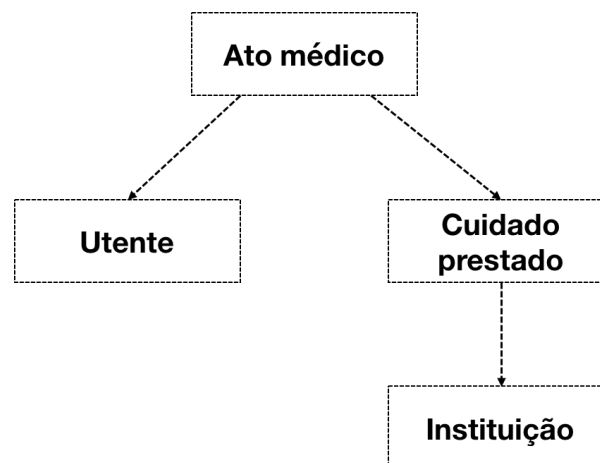 Ato médico
Utente
Cuidado
prestado
Instituição